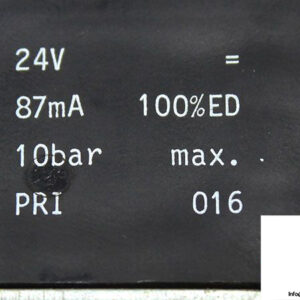 24V =
87mA 100%ED
10bar max.
PRI 016